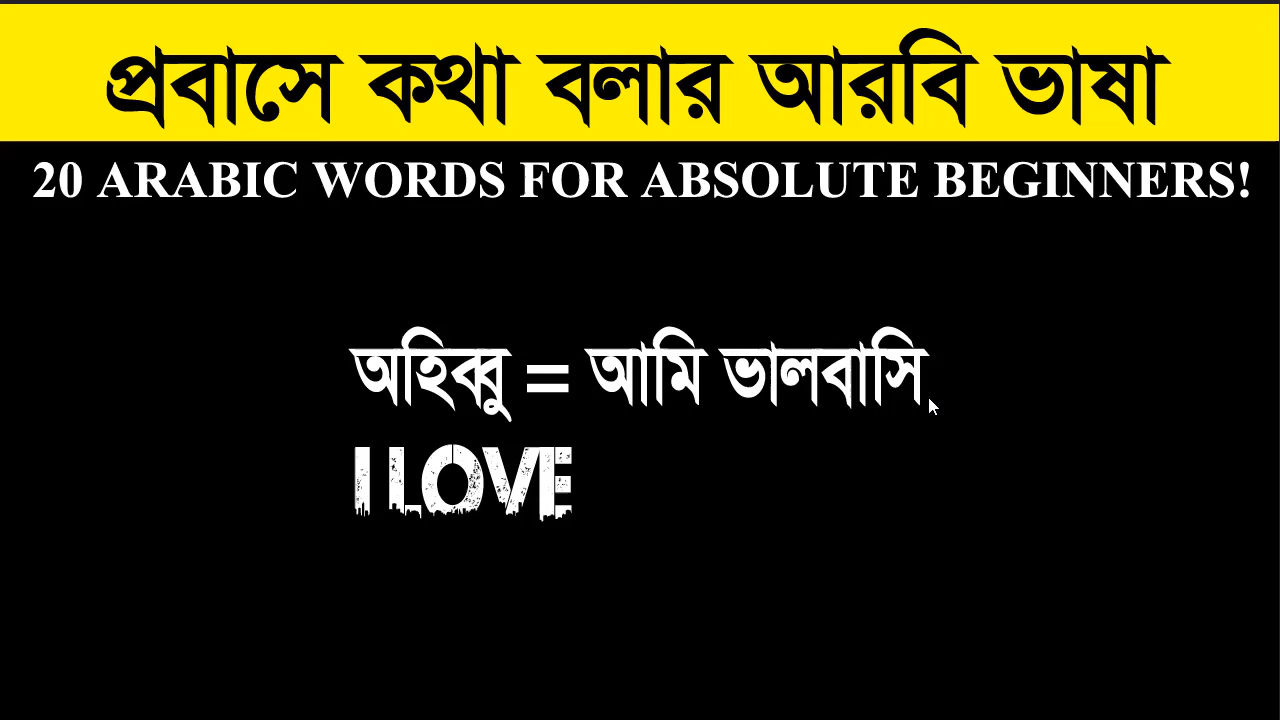 প্রবাসে কথা বলার আরবি ভাষা
20 ARABIC WORDS FOR ABSOLUTE BEGINNERS!
অহিব্বু = আমি ভালবাসি
I LOVE